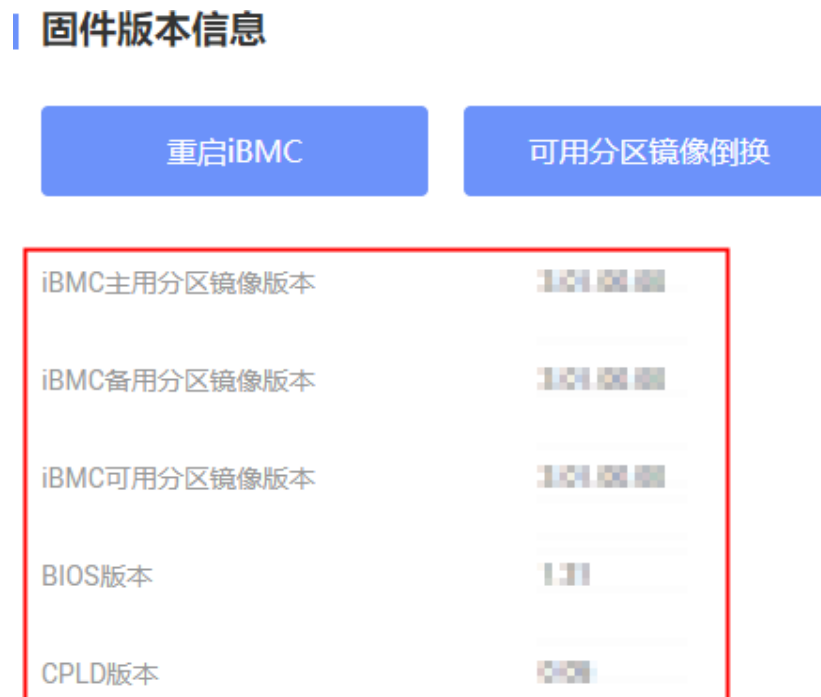 固件版本信息
重启iBMC 可用分区镜像倒换
iBMC主用分区镜像版本
iBMC备用分区镜像版本
iBMC可用分区镜像版本
BIOS版本
CPLD版本